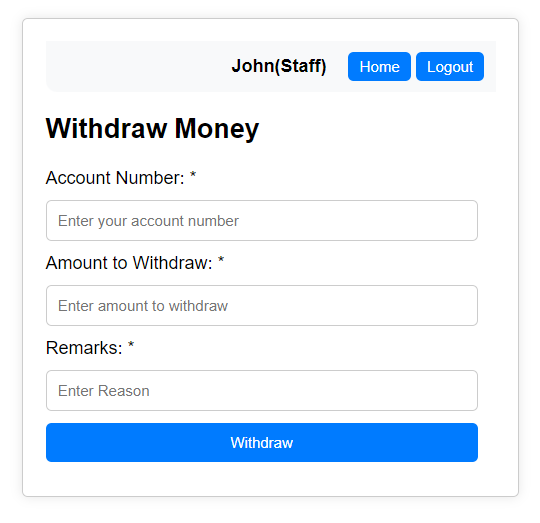 John(Staff) Home Logout
Withdraw Money
Account Number: *
Enter your account number
Amount to Withdraw: *
Enter amount to withdraw
Remarks: *
Enter Reason
Withdraw